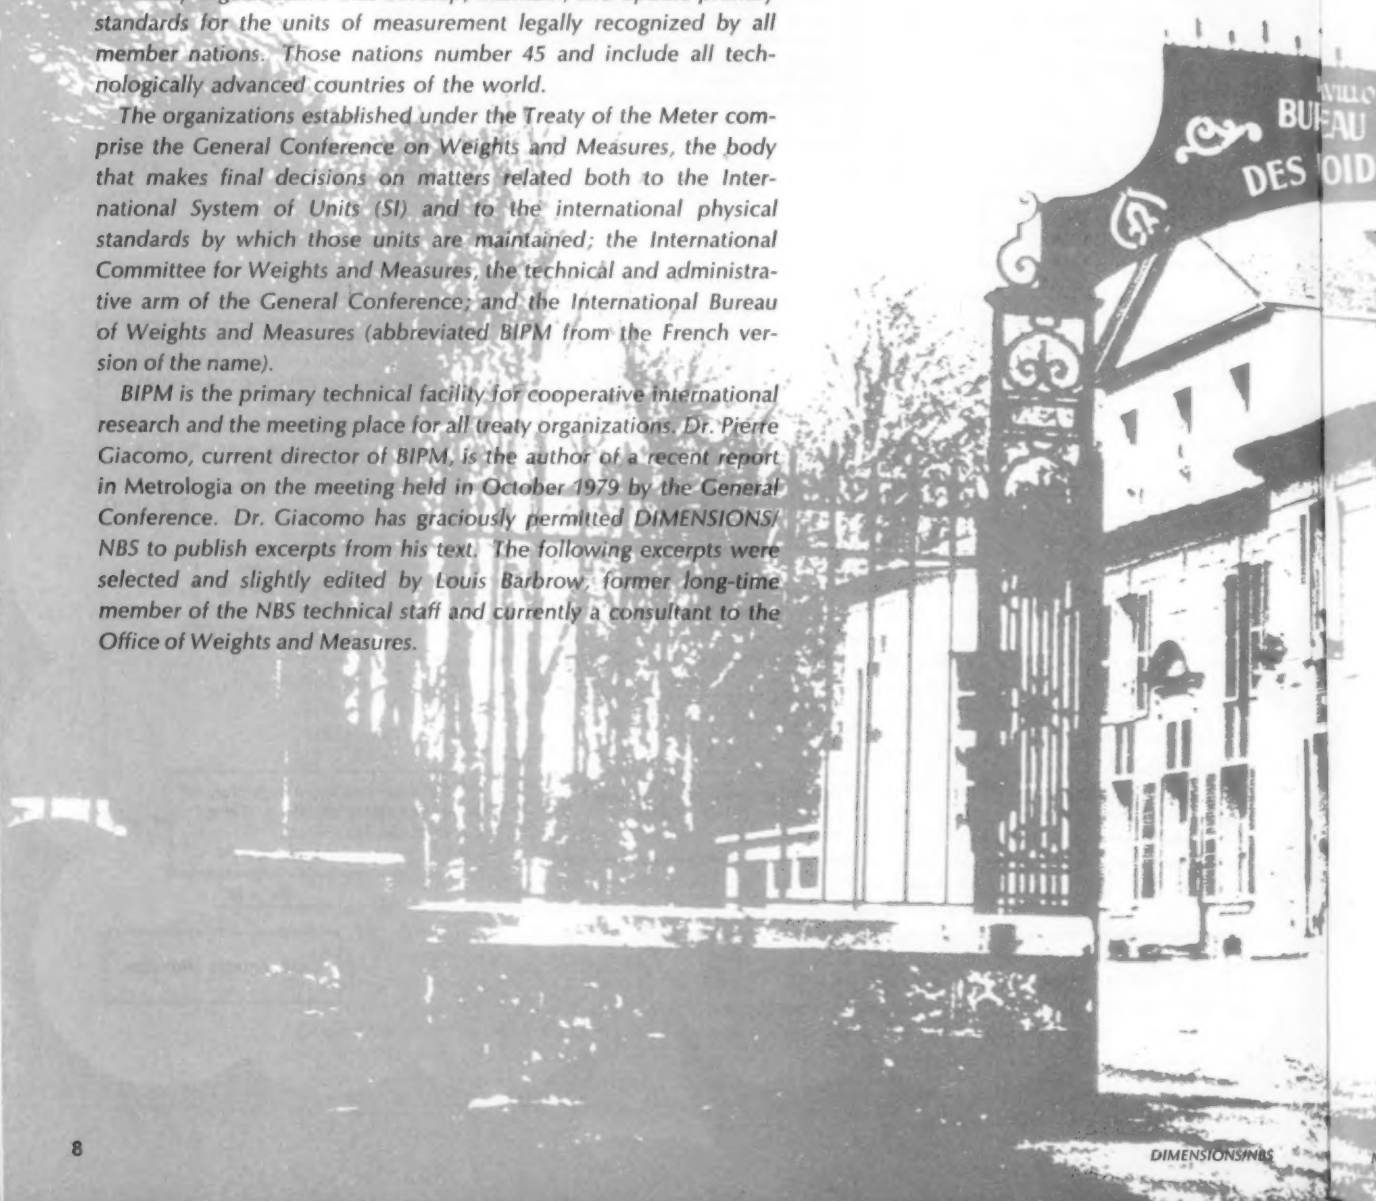 standards for the units of measurement legally recognized by all
member nations. Those nations number 45 and include all tech-
nologically advanced countries of the world.
The organizations established under the Treaty of the Meter com-
prise the General Conference on Weights and Measures, the body
that makes final decisions on matters related both to the Inter-
national System of Units (SI) and to the international physical
standards by which those units are maintained; the International
Committee for Weights and Measures, the technical and administra-
tive arm of the General Conference; and the International Bureau
of Weights and Measures (abbreviated BIPM from the French ver-
sion of the name).
BIPM is the primary technical facility for cooperative international
research and the meeting place for all treaty organizations. Dr. Pierre
Giacomo, current director of BIPM, is the author of a recent report
in Metrologia on the meeting held in October 1979 by the General
Conference. Dr. Giacomo has graciously permitted DIMENSIONS/
NBS to publish excerpts from his text. The following excerpts were
selected and slightly edited by Louis Barbrow, former long-time
member of the NBS technical staff and currently a consultant to the
Office of Weights and Measures.
DES
8
DIMENSIONS/NBS